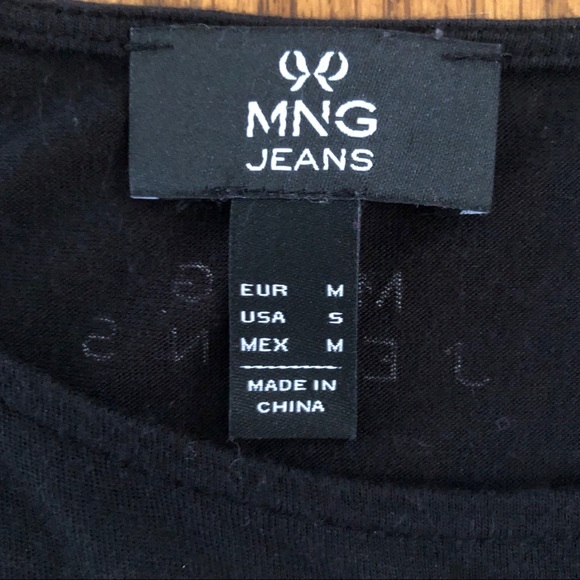 MNG
JEANS
EUR M
USA S
MEX M
MADE IN
CHINA